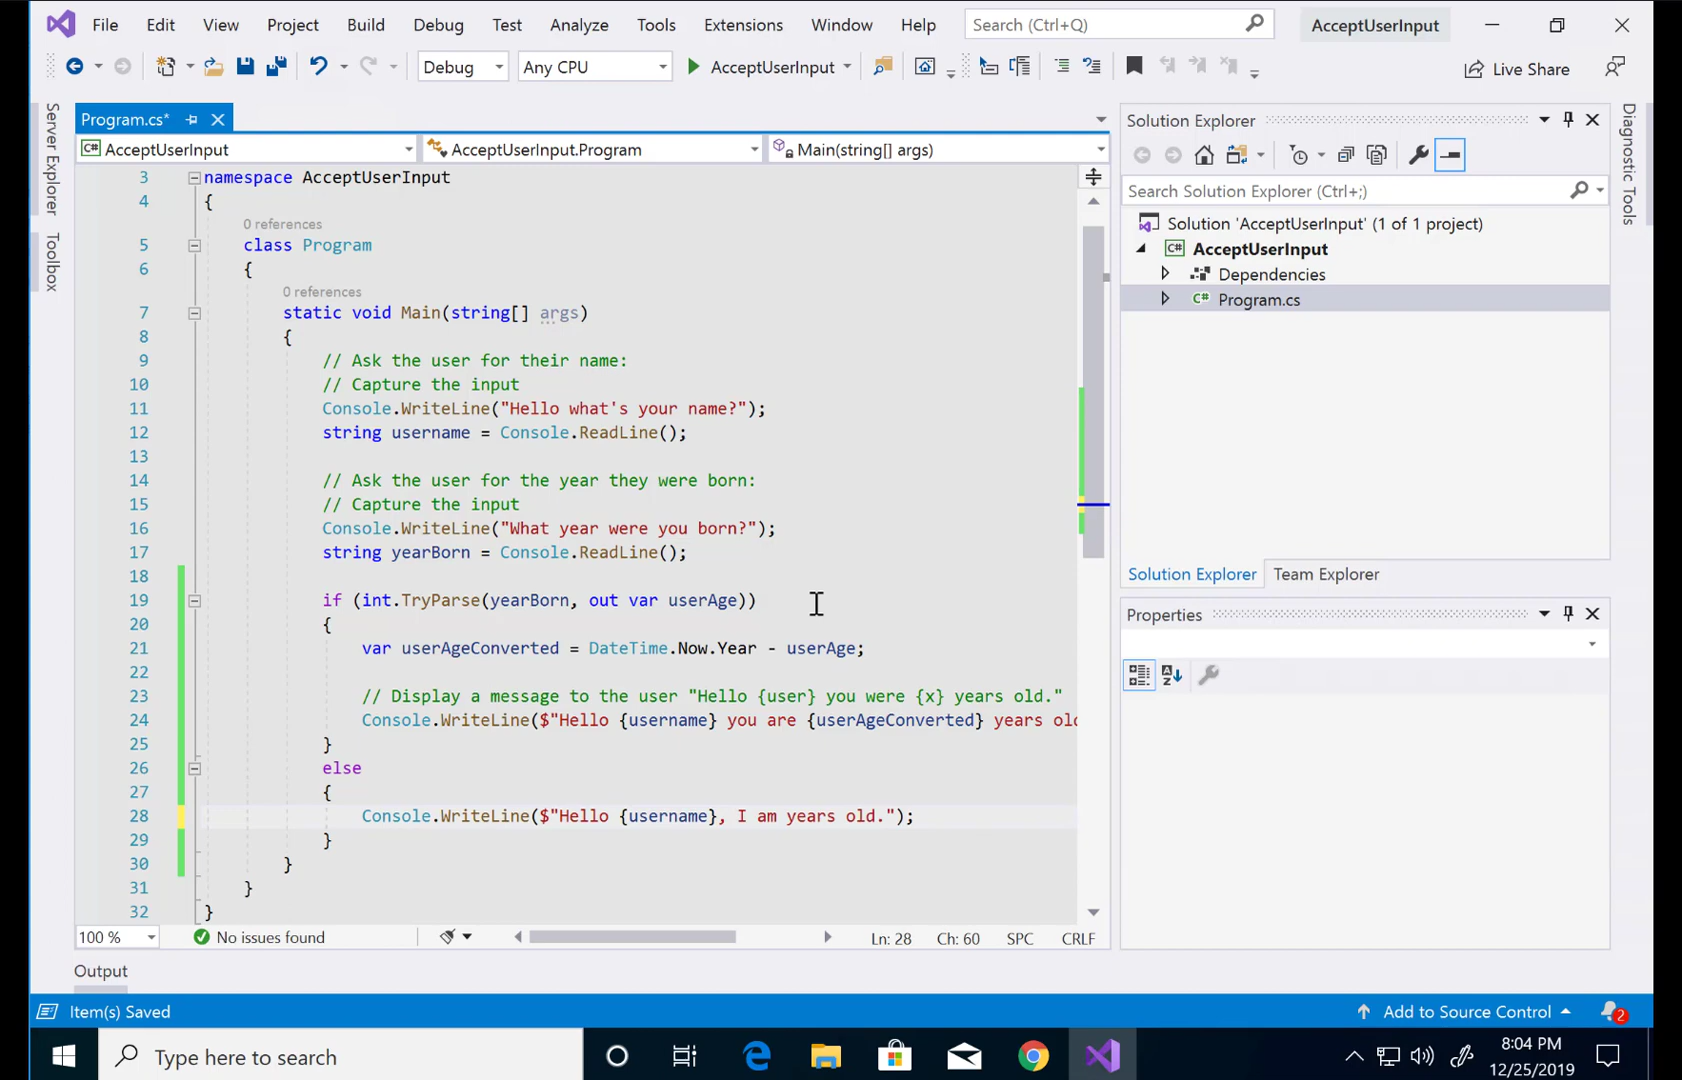 File Edit View Project Build Debug Test Analyze Tools Extensions Window Help Search (Ctrl+Q) AcceptUserInput
Debug Any CPU AcceptUserInput Live Share
Server Explorer
Toolbox
Program.cs*
C# AcceptUserInput AcceptUserInput.Program Main(string[] args)
3 namespace AcceptUserInput
4 {
0 references
5 class Program
6 {
0 references
7 static void Main(string[] args)
8 {
9 // Ask the user for their name:
10 // Capture the input
11 Console.WriteLine("Hello what's your name?");
12 string username = Console.ReadLine();
13
14 // Ask the user for the year they were born:
15 // Capture the input
16 Console.WriteLine("What year were you born?");
17 string yearBorn = Console.ReadLine();
18
19 if (int.TryParse(yearBorn, out var userAge))
20 {
21 var userAgeConverted = DateTime.Now.Year - userAge;
22
23 // Display a message to the user "Hello {user} you were {x} years old."
24 Console.WriteLine($"Hello {username} you are {userAgeConverted} years old
25 }
26 else
27 {
28 Console.WriteLine($"Hello {username}, I am years old.");
29 }
30 }
31 }
32 }
100 % No issues found Ln: 28 Ch: 60 SPC CRLF
Output
Solution Explorer
Search Solution Explorer (Ctrl+;)
Solution 'AcceptUserInput' (1 of 1 project)
C# AcceptUserInput
Dependencies
C# Program.cs
Solution Explorer Team Explorer
Properties
Diagnostic Tools
Item(s) Saved Add to Source Control 2
Type here to search
8:04 PM
12/25/2019